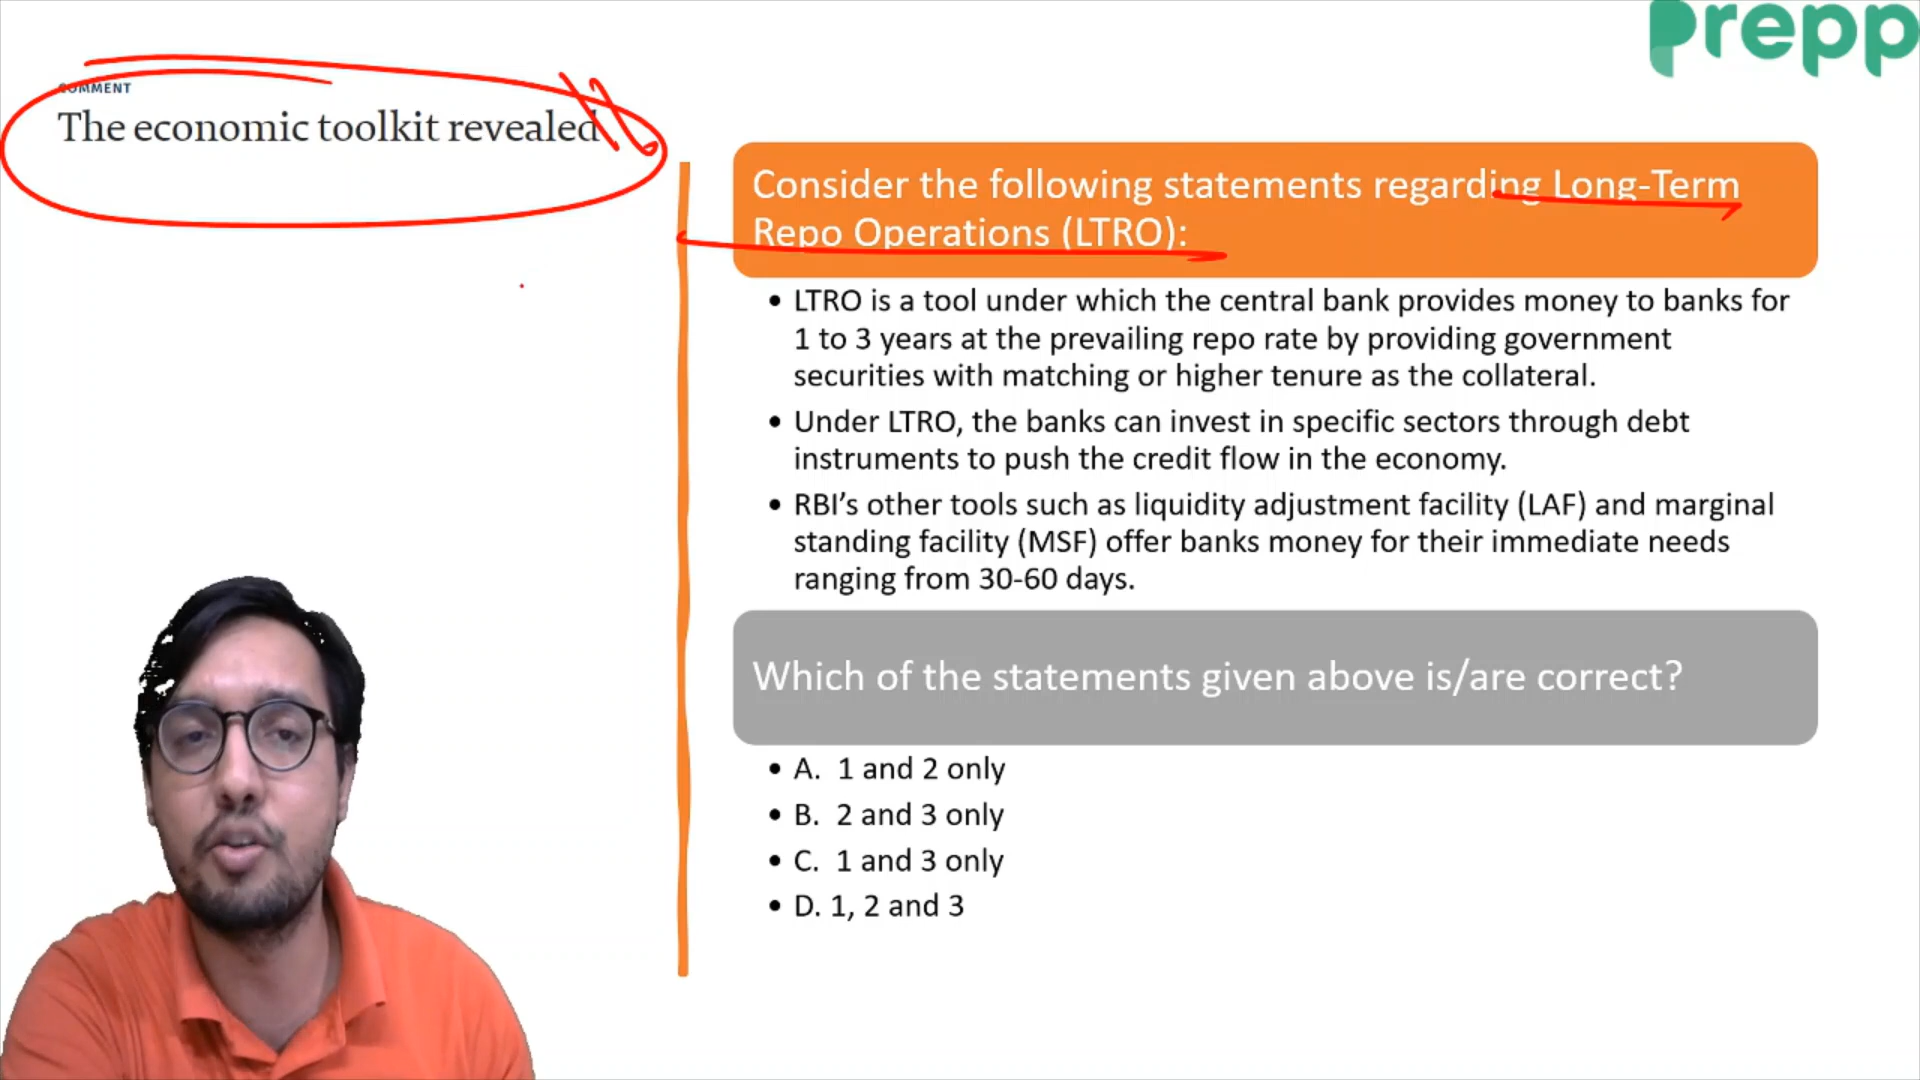 prepp
COMMENT
The economic toolkit revealed
Consider the following statements regarding Long-Term
Repo Operations (LTRO):
• LTRO is a tool under which the central bank provides money to banks for
1 to 3 years at the prevailing repo rate by providing government
securities with matching or higher tenure as the collateral.
• Under LTRO, the banks can invest in specific sectors through debt
instruments to push the credit flow in the economy.
• RBI’s other tools such as liquidity adjustment facility (LAF) and marginal
standing facility (MSF) offer banks money for their immediate needs
ranging from 30-60 days.
Which of the statements given above is/are correct?
• A. 1 and 2 only
• B. 2 and 3 only
• C. 1 and 3 only
• D. 1, 2 and 3